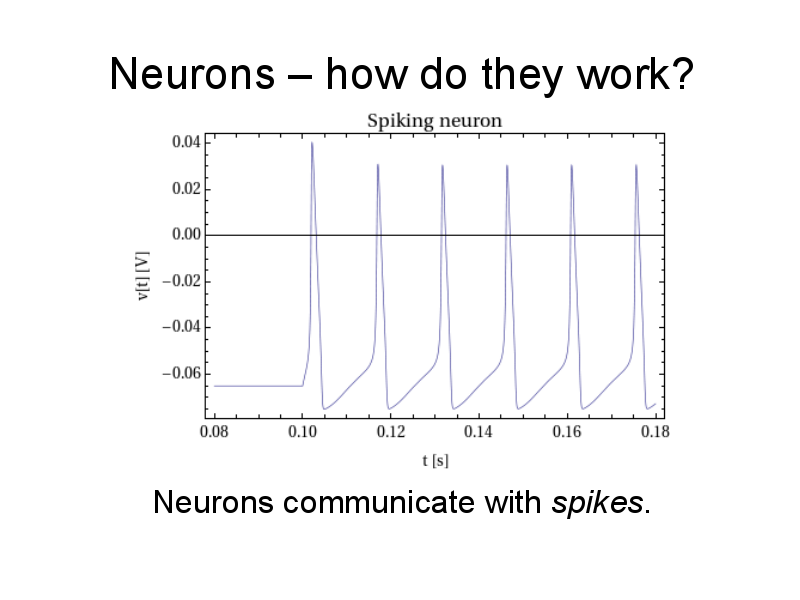 Neurons – how do they work?
Spiking neuron
0.04
0.02
0.00
−0.02
−0.04
−0.06
v[t] [V]
0.08 0.10 0.12 0.14 0.16 0.18
t [s]
Neurons communicate with spikes.